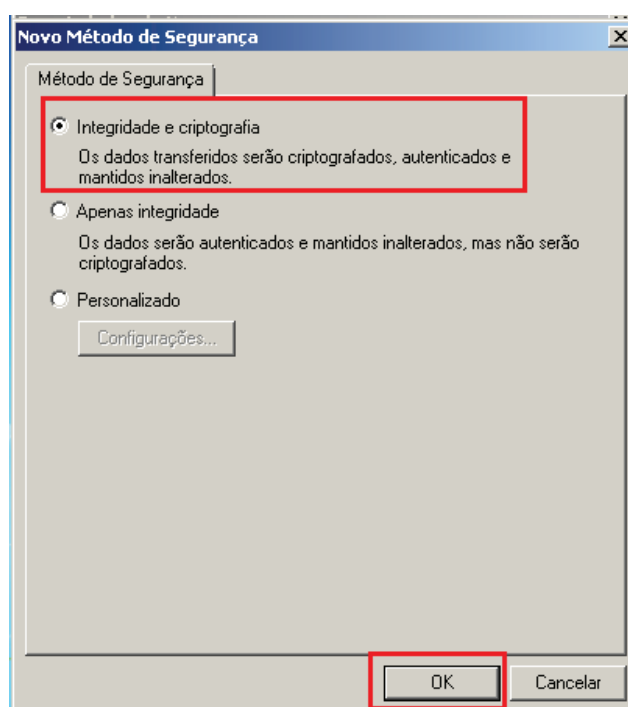 Novo Método de Segurança
Método de Segurança
Integridade e criptografia
Os dados transferidos serão criptografados, autenticados e
mantidos inalterados.
Apenas integridade
Os dados serão autenticados e mantidos inalterados, mas não serão
criptografados.
Personalizado
Configurações...
OK
Cancelar